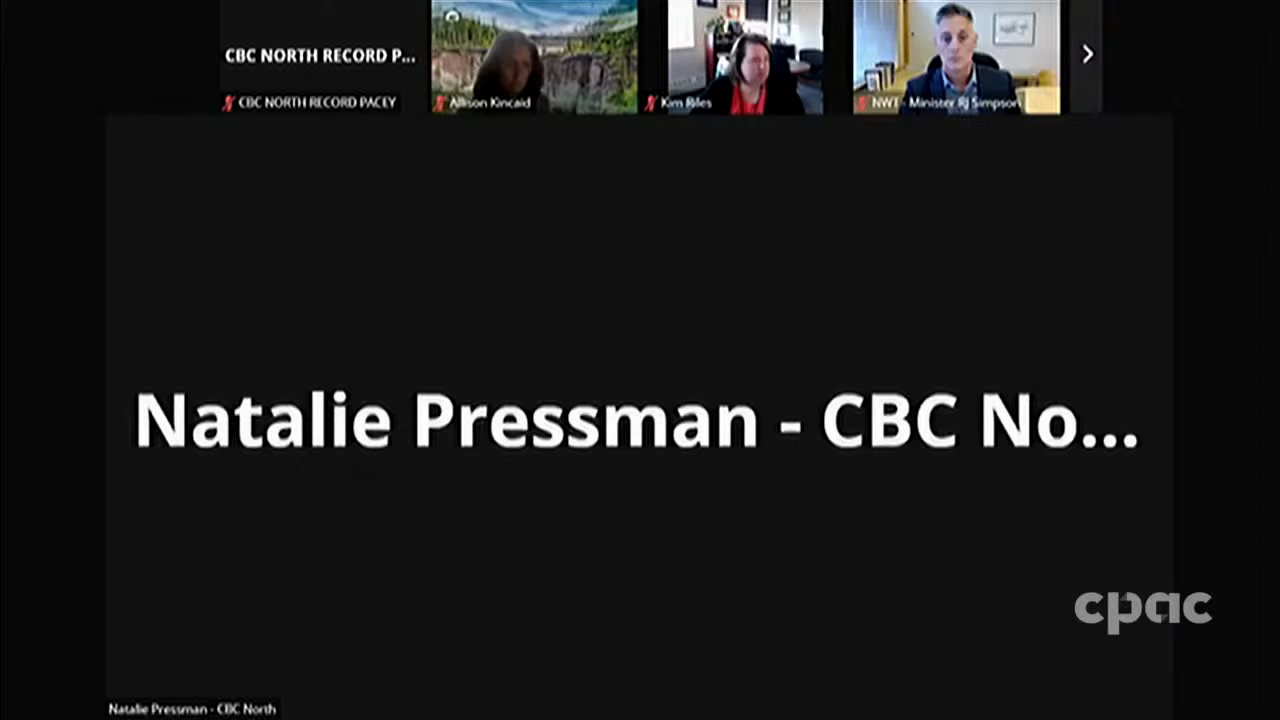 CBC NORTH RECORD P...
CBC NORTH RECORD PACEY
Allison Kincaid
Kim Riles
NWT - Minister RJ Simpson
Natalie Pressman - CBC No...
cpac
Natalie Pressman - CBC North